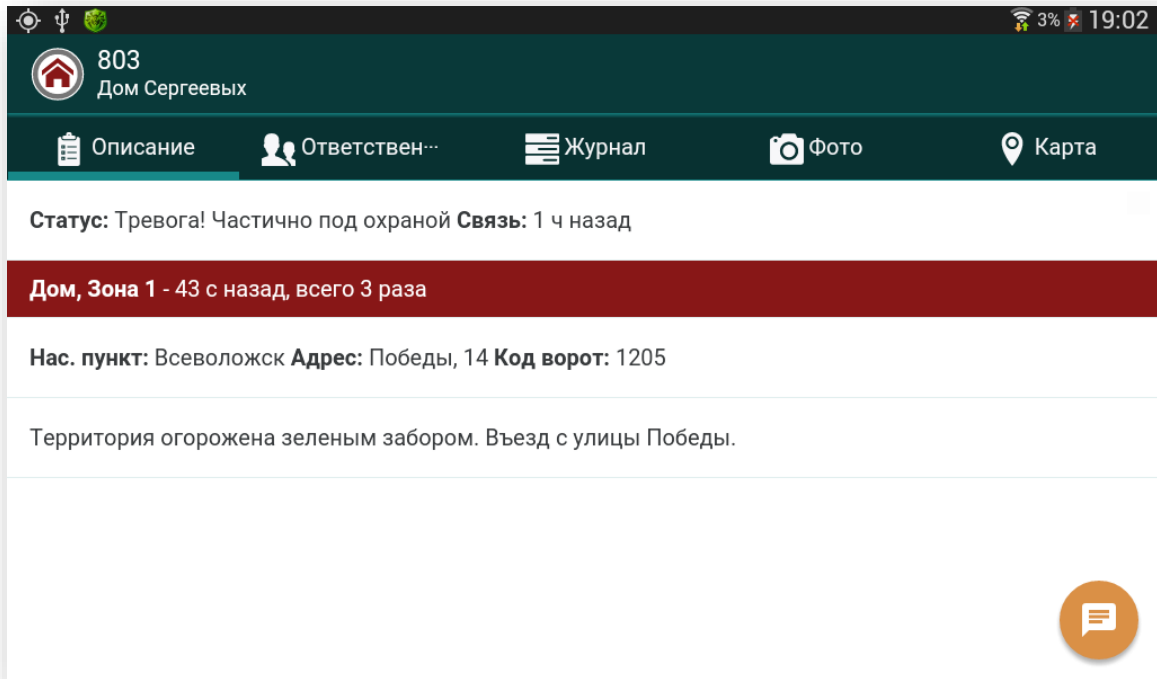 3% 19:02
803
Дом Сергеевых
Описание Ответствен··· Журнал Фото Карта
Статус: Тревога! Частично под охраной Связь: 1 ч назад
Дом, Зона 1 - 43 с назад, всего 3 раза
Нас. пункт: Всеволожск Адрес: Победы, 14 Код ворот: 1205
Территория огорожена зеленым забором. Въезд с улицы Победы.